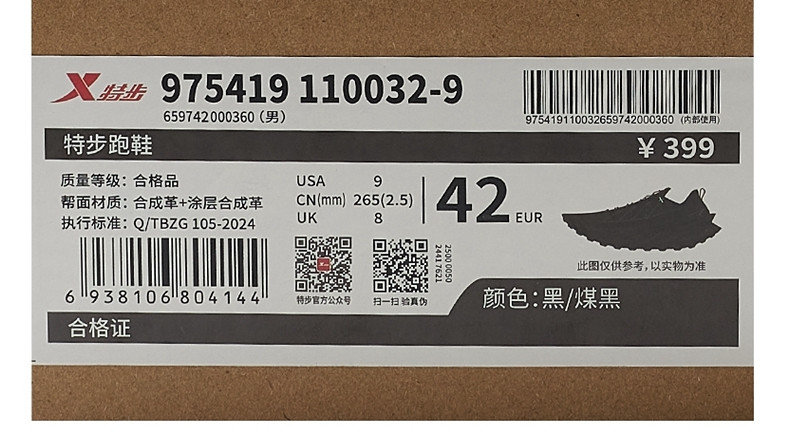 特步 975419 110032-9
659742000360（男）
975419110032659742000360 (内部使用)
特步跑鞋
¥ 399
质量等级：合格品
帮面材质：合成革+涂层合成革
执行标准：Q/TBZG 105-2024
USA 9
CN(mm) 265(2.5)
UK 8
42 EUR
此图仅供参考，以实物为准
6 938106 804144
特步官方公众号
扫一扫 验真伪
2500 0050
2441 7621
颜色：黑/煤黑
合格证